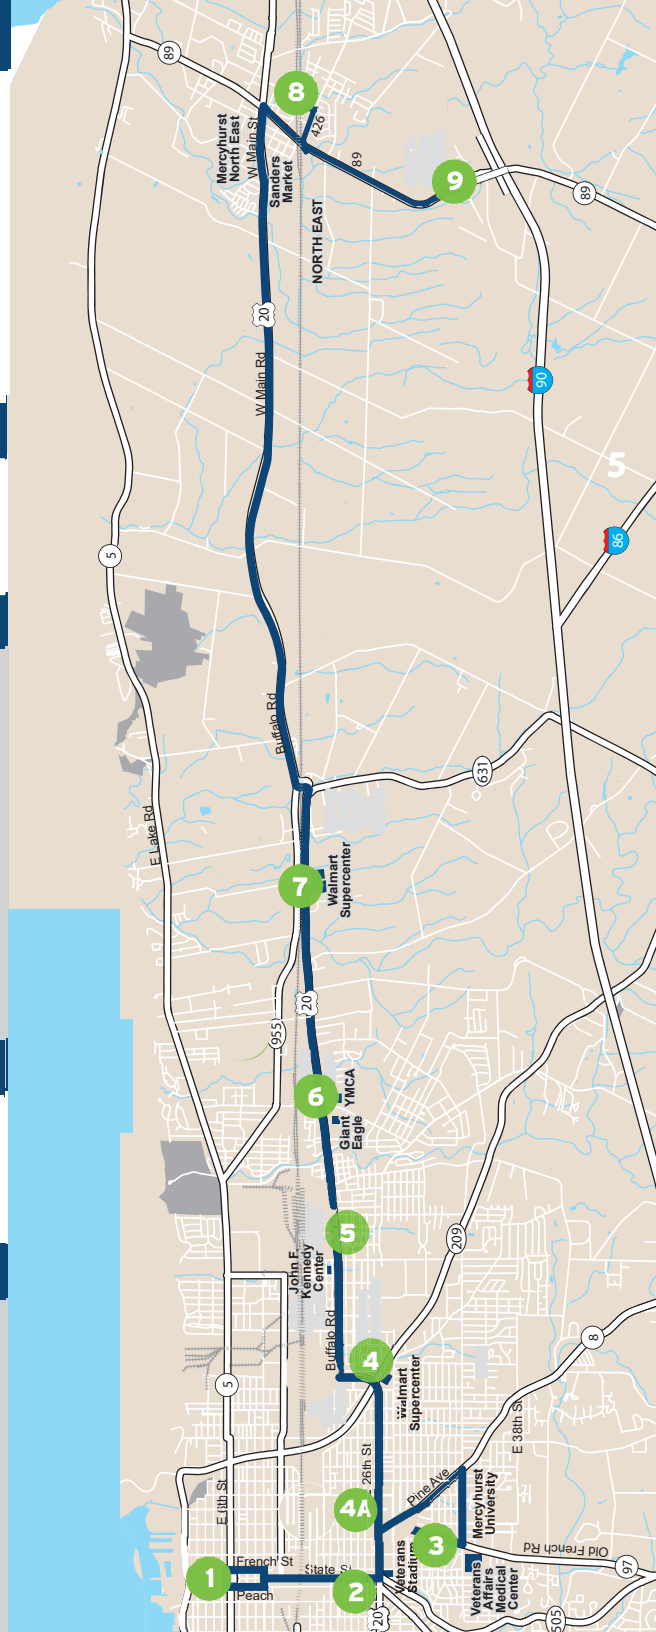 89
8
426
Mercyhurst
North East
W Main St
Sanders
Market
89
9
89
NORTH EAST
20
W Main Rd
90
5
86
5
Buffalo Rd
631
E Lake Rd
7
Walmart
Supercenter
20
955
6
YMCA
Giant
Eagle
5
209
John F.
Kennedy
Center
Buffalo Rd
8
4
Walmart
Supercenter
5
E 38th St
E 26th St
Pine Ave
E 6th St
4A
Mercyhurst
University
3
Old French Rd
Veterans
Stadium
French St
State St
1
Peach
2
Veterans
Affairs
Medical
Center
97
20
505